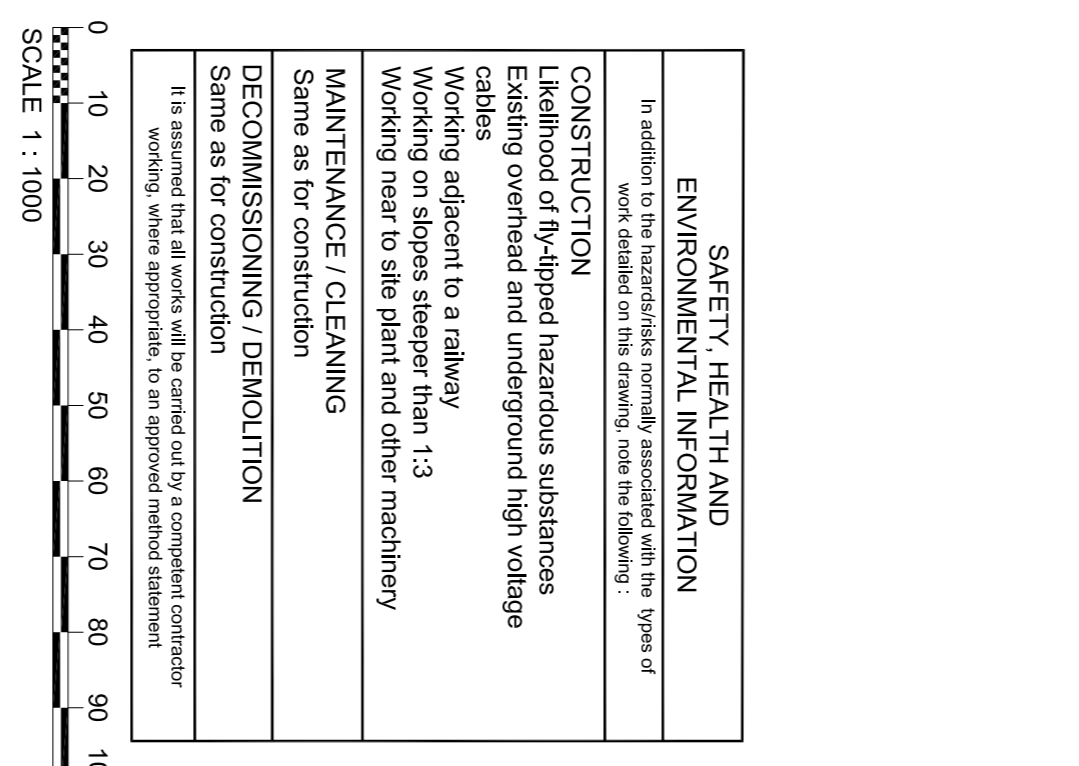 SAFETY, HEALTH AND
ENVIRONMENTAL INFORMATION
In addition to the hazards/risks normally associated with the types of
work detailed on this drawing, note the following :
CONSTRUCTION
Likelihood of fly-tipped hazardous substances
Existing overhead and underground high voltage
cables
Working adjacent to a railway
Working on slopes steeper than 1:3
Working near to site plant and other machinery
MAINTENANCE / CLEANING
Same as for construction
DECOMMISSIONING / DEMOLITION
Same as for construction
It is assumed that all works will be carried out by a competent contractor
working, where appropriate, to an approved method statement
0 10 20 30 40 50 60 70 80 90
SCALE 1 : 1000